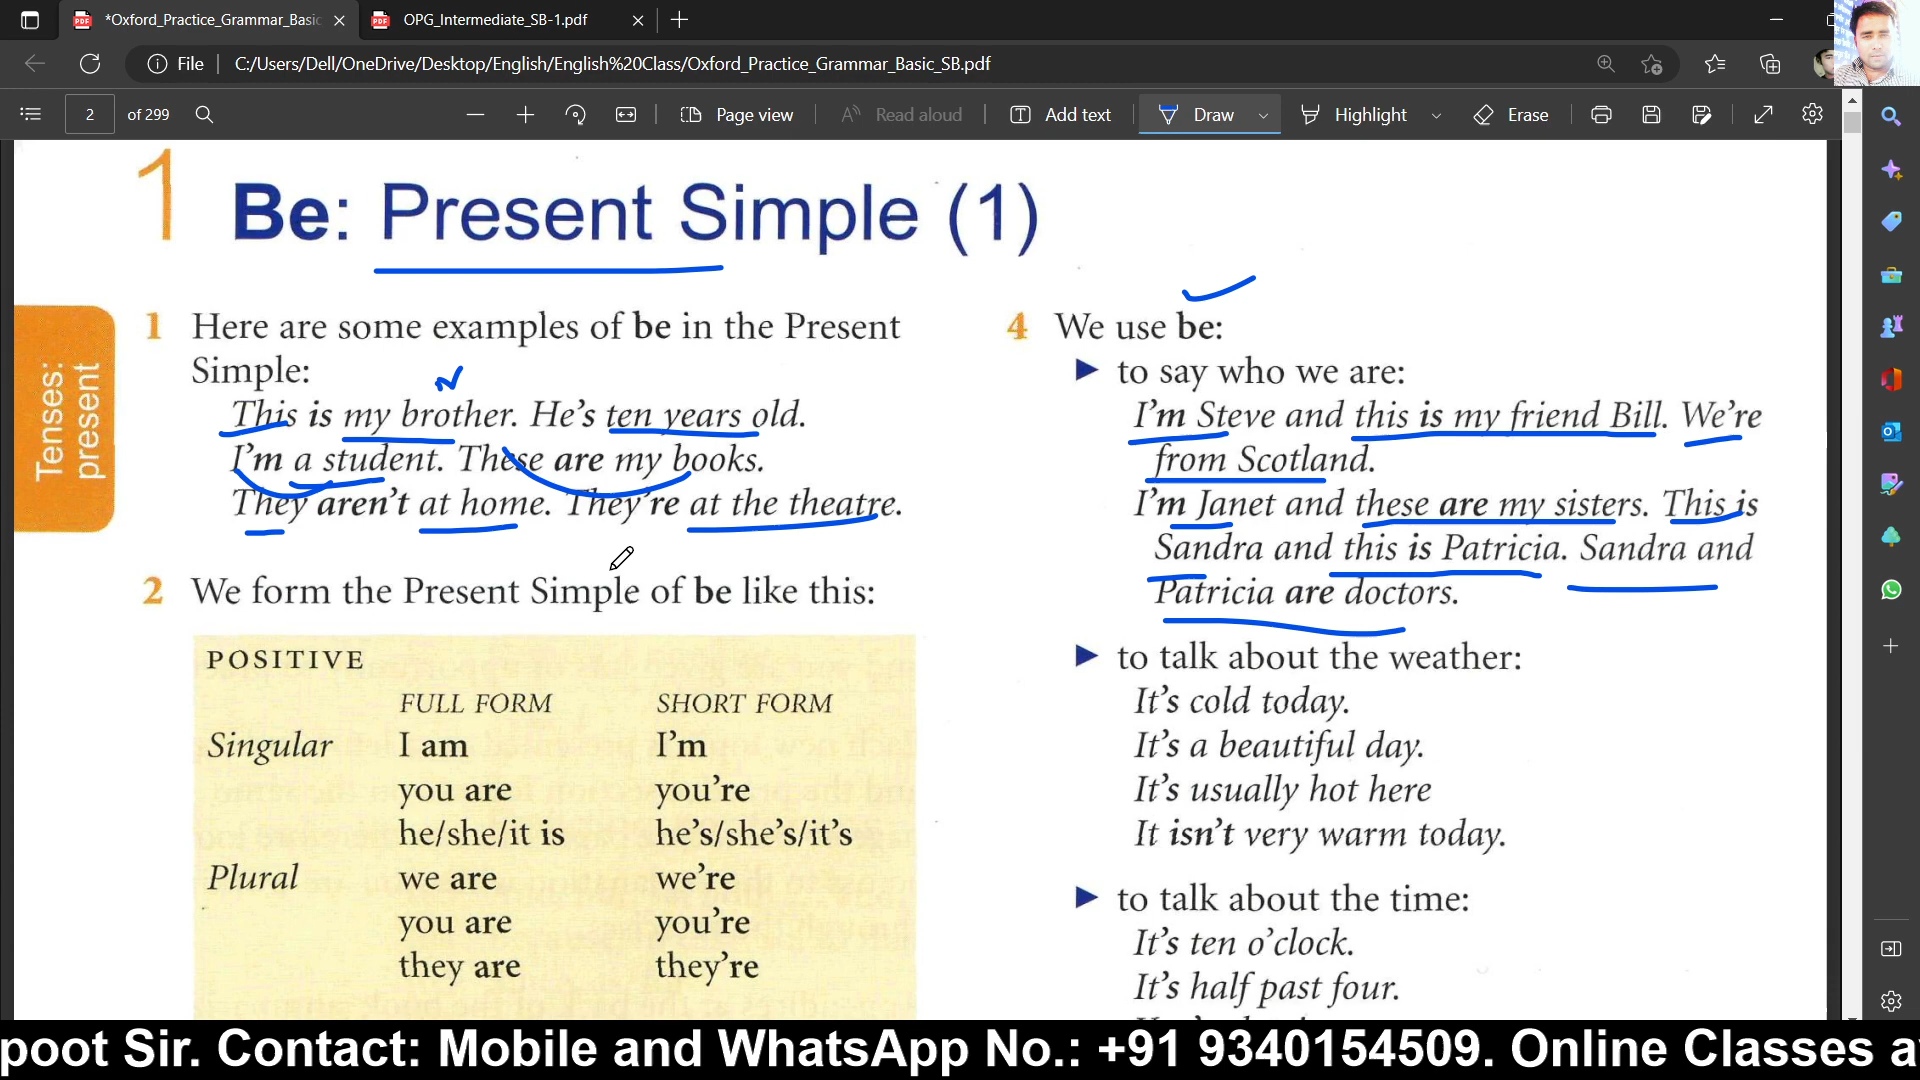 *Oxford_Practice_Grammar_Basic
OPG_Intermediate_SB-1.pdf
File
C:/Users/Dell/OneDrive/Desktop/English/English%20Class/Oxford_Practice_Grammar_Basic_SB.pdf
2 of 299
Page view
Read aloud
Add text
Draw
Highlight
Erase
1 Be: Present Simple (1)
Tenses:
present
1 Here are some examples of be in the Present
Simple:
This is my brother. He's ten years old.
I'm a student. These are my books.
They aren't at home. They're at the theatre.
2 We form the Present Simple of be like this:
POSITIVE
FULL FORM SHORT FORM
Singular I am I'm
you are you're
he/she/it is he's/she's/it's
Plural we are we're
you are you're
they are they're
4 We use be:
► to say who we are:
I'm Steve and this is my friend Bill. We're
from Scotland.
I'm Janet and these are my sisters. This is
Sandra and this is Patricia. Sandra and
Patricia are doctors.
► to talk about the weather:
It's cold today.
It's a beautiful day.
It's usually hot here
It isn't very warm today.
► to talk about the time:
It's ten o'clock.
It's half past four.
poot Sir. Contact: Mobile and WhatsApp No.: +91 9340154509. Online Classes a